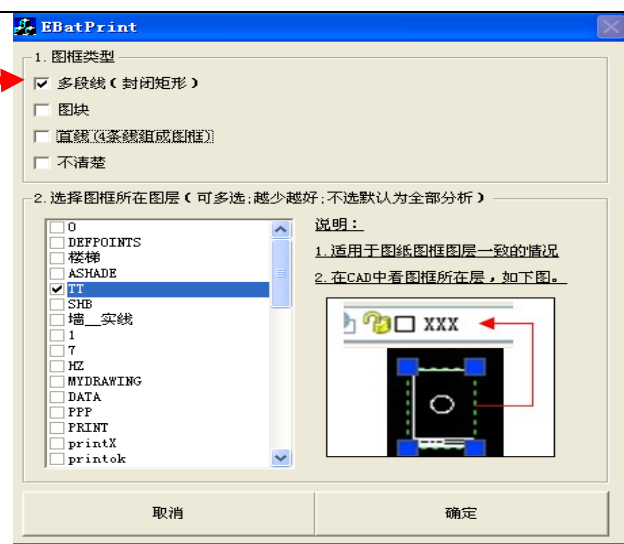 EBatPrint
1.图框类型
多段线(封闭矩形)
图块
直线(4条线组成图框)
不清楚
2.选择图框所在图层(可多选;越少越好;不选默认为全部分析)
0
DEFPOINTS
楼梯
ASHADE
TT
SHB
墙__实线
1
7
HZ
MYDRAWING
DATA
PPP
PRINT
printX
printok
说明:
1.适用于图纸图框图层一致的情况
2.在CAD中看图框所在层,如下图。
XXX
取消
确定